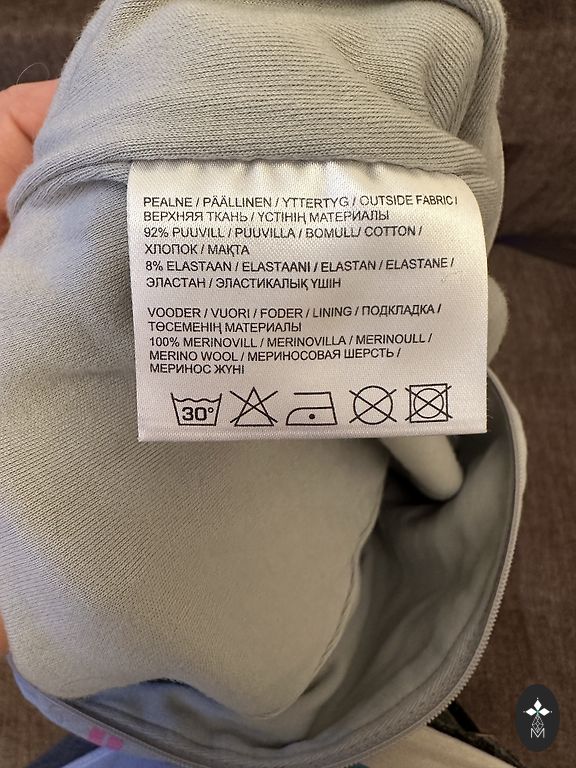 PEALNE / PÄÄLLINEN / YTTERTYG / OUTSIDE FABRIC /
ВЕРХНЯЯ ТКАНЬ / ҮСТІНІҢ МАТЕРИАЛЫ
92% PUUVILL / PUUVILLA / BOMULL/ COTTON /
ХЛОПОК / МАҚТА
8% ELASTAAN / ELASTAANI / ELASTAN / ELASTANE /
ЭЛАСТАН / ЭЛАСТИКАЛЫҚ ҮШІН
VOODER / VUORI / FODER / LINING / ПОДКЛАДКА /
ТӨСЕМЕНІҢ МАТЕРИАЛЫ
100% MERINOVILL / MERINOVILLA / MERINOULL /
MERINO WOOL / МЕРИНОСОВАЯ ШЕРСТЬ /
МЕРИНОС ЖҮНІ
30°
M